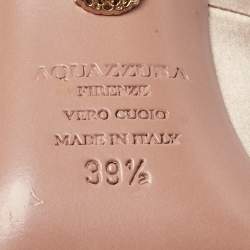 AQUAZZURA
FIRENZE
VERO CUOIO
MADE IN ITALY
39½